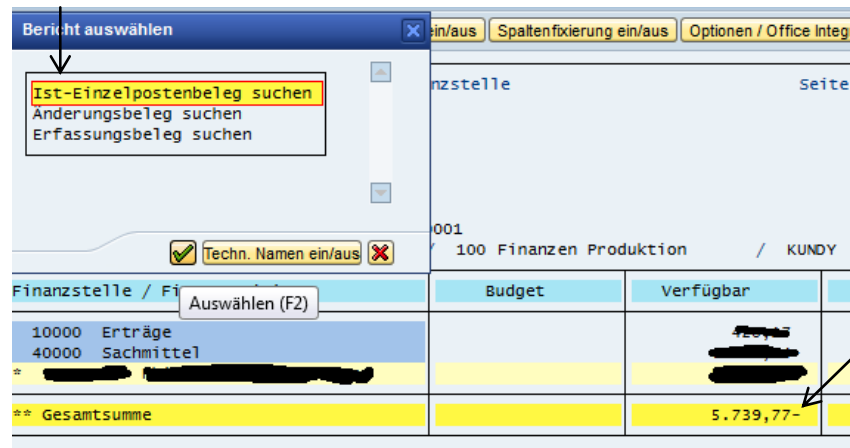 Bericht auswählen
ein/aus Spaltenfixierung ein/aus Optionen / Office Integ
nzstelle Seite
Ist-Einzelpostenbeleg suchen
Änderungsbeleg suchen
Erfassungsbeleg suchen
0001
/ 100 Finanzen Produktion / KUNDY
Techn. Namen ein/aus
Finanzstelle / Fi Budget Verfügbar
Auswählen (F2)
10000 Erträge
40000 Sachmittel
*
** Gesamtsumme 5.739,77-